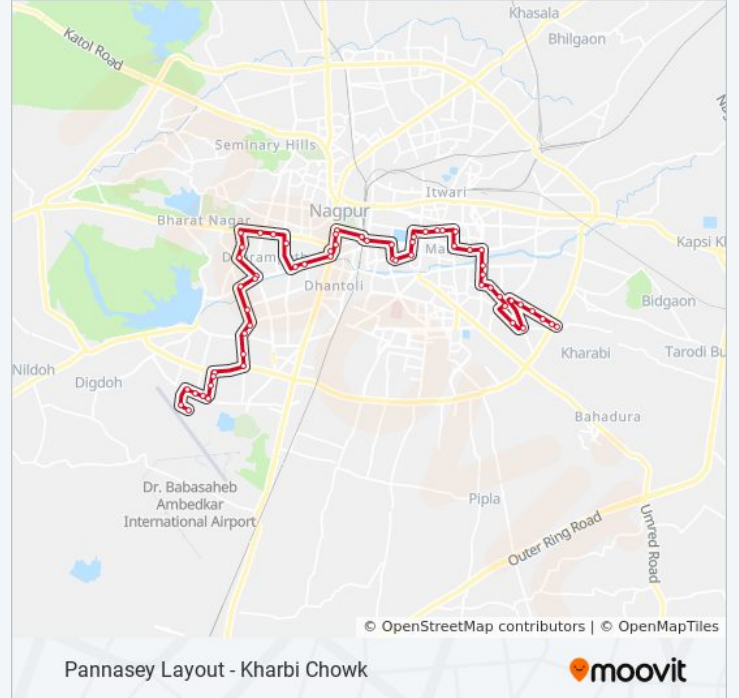 Khasala
Katol Road
Bhilgaon
Seminary Hills
Itwari
Nagpur
Bharat Nagar
Kapsi
Dhantoli
Bidgaon
Kharabi
Nildoh
Digdoh
Tarodi Bu
Bahadura
Dr. Babasaheb
Ambedkar
International Airport
Pipla
Outer Ring Road
Umred Road
© OpenStreetMap contributors | © OpenMapTiles
Pannasey Layout - Kharbi Chowk
moovit